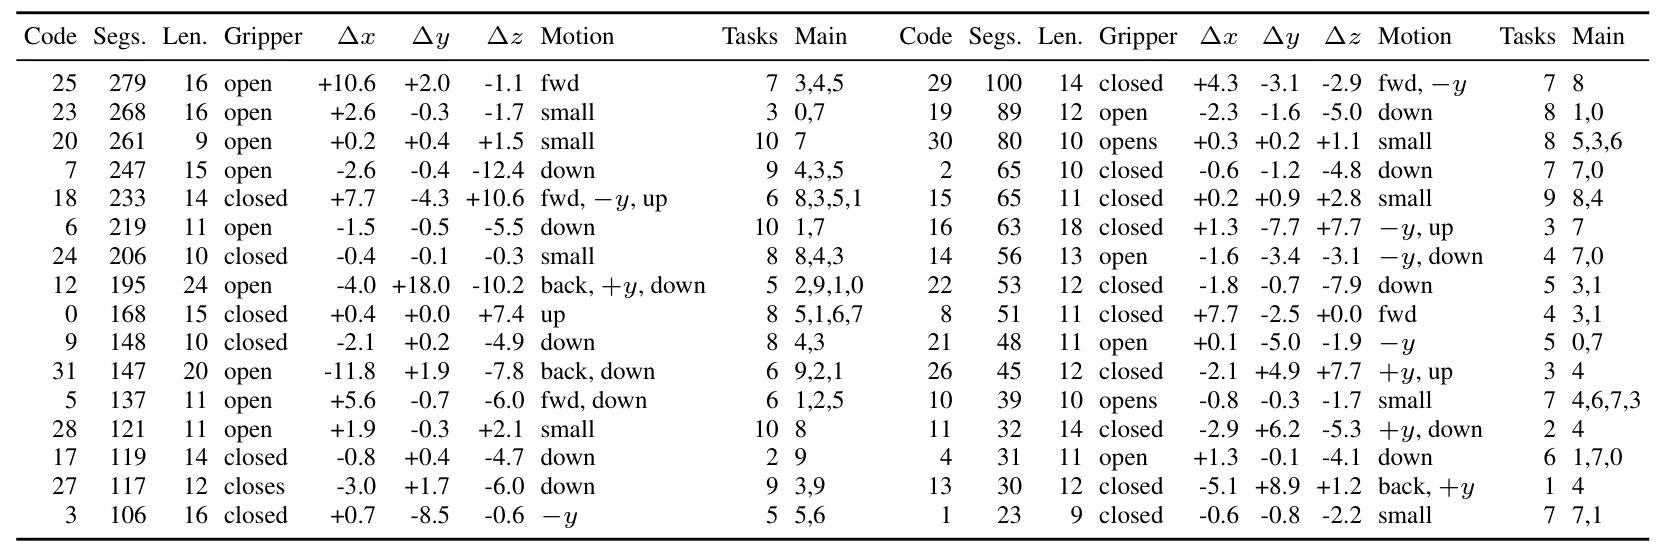 Code Segs. Len. Gripper Δx Δy Δz Motion Tasks Main Code Segs. Len. Gripper Δx Δy Δz Motion Tasks Main
25 279 16 open +10.6 +2.0 -1.1 fwd 7 3,4,5 29 100 14 closed +4.3 -3.1 -2.9 fwd, −y 7 8
23 268 16 open +2.6 -0.3 -1.7 small 3 0,7 19 89 12 open -2.3 -1.6 -5.0 down 8 1,0
20 261 9 open +0.2 +0.4 +1.5 small 10 7 30 80 10 opens +0.3 +0.2 +1.1 small 8 5,3,6
7 247 15 open -2.6 -0.4 -12.4 down 9 4,3,5 2 65 10 closed -0.6 -1.2 -4.8 down 7 7,0
18 233 14 closed +7.7 -4.3 +10.6 fwd, −y, up 6 8,3,5,1 15 65 11 closed +0.2 +0.9 +2.8 small 9 8,4
6 219 11 open -1.5 -0.5 -5.5 down 10 1,7 16 63 18 closed +1.3 -7.7 +7.7 −y, up 3 7
24 206 10 closed -0.4 -0.1 -0.3 small 8 8,4,3 14 56 13 open -1.6 -3.4 -3.1 −y, down 4 7,0
12 195 24 open -4.0 +18.0 -10.2 back, +y, down 5 2,9,1,0 22 53 12 closed -1.8 -0.7 -7.9 down 5 3,1
0 168 15 closed +0.4 +0.0 +7.4 up 8 5,1,6,7 8 51 11 closed +7.7 -2.5 +0.0 fwd 4 3,1
9 148 10 closed -2.1 +0.2 -4.9 down 8 4,3 21 48 11 open +0.1 -5.0 -1.9 −y 5 0,7
31 147 20 open -11.8 +1.9 -7.8 back, down 6 9,2,1 26 45 12 closed -2.1 +4.9 +7.7 +y, up 3 4
5 137 11 open +5.6 -0.7 -6.0 fwd, down 6 1,2,5 10 39 10 opens -0.8 -0.3 -1.7 small 7 4,6,7,3
28 121 11 open +1.9 -0.3 +2.1 small 10 8 11 32 14 closed -2.9 +6.2 -5.3 +y, down 2 4
17 119 14 closed -0.8 +0.4 -4.7 down 2 9 4 31 11 open +1.3 -0.1 -4.1 down 6 1,7,0
27 117 12 closes -3.0 +1.7 -6.0 down 9 3,9 13 30 12 closed -5.1 +8.9 +1.2 back, +y 1 4
3 106 16 closed +0.7 -8.5 -0.6 −y 5 5,6 1 23 9 closed -0.6 -0.8 -2.2 small 7 7,1